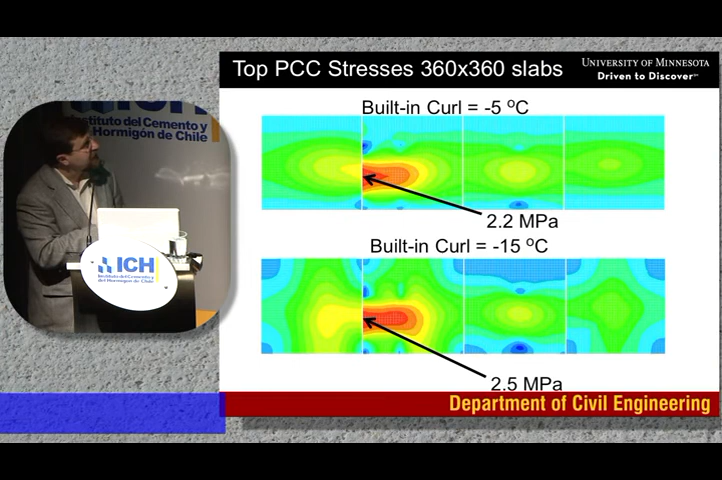 Top PCC Stresses 360x360 slabs
UNIVERSITY OF MINNESOTA
Driven to Discover℠
Built-in Curl = -5 ºC
2.2 MPa
Built-in Curl = -15 ºC
2.5 MPa
Department of Civil Engineering
ICH
Instituto del Cemento y
Hormigón de Chile
ICH
Instituto del Cemento y
del Hormigón de Chile